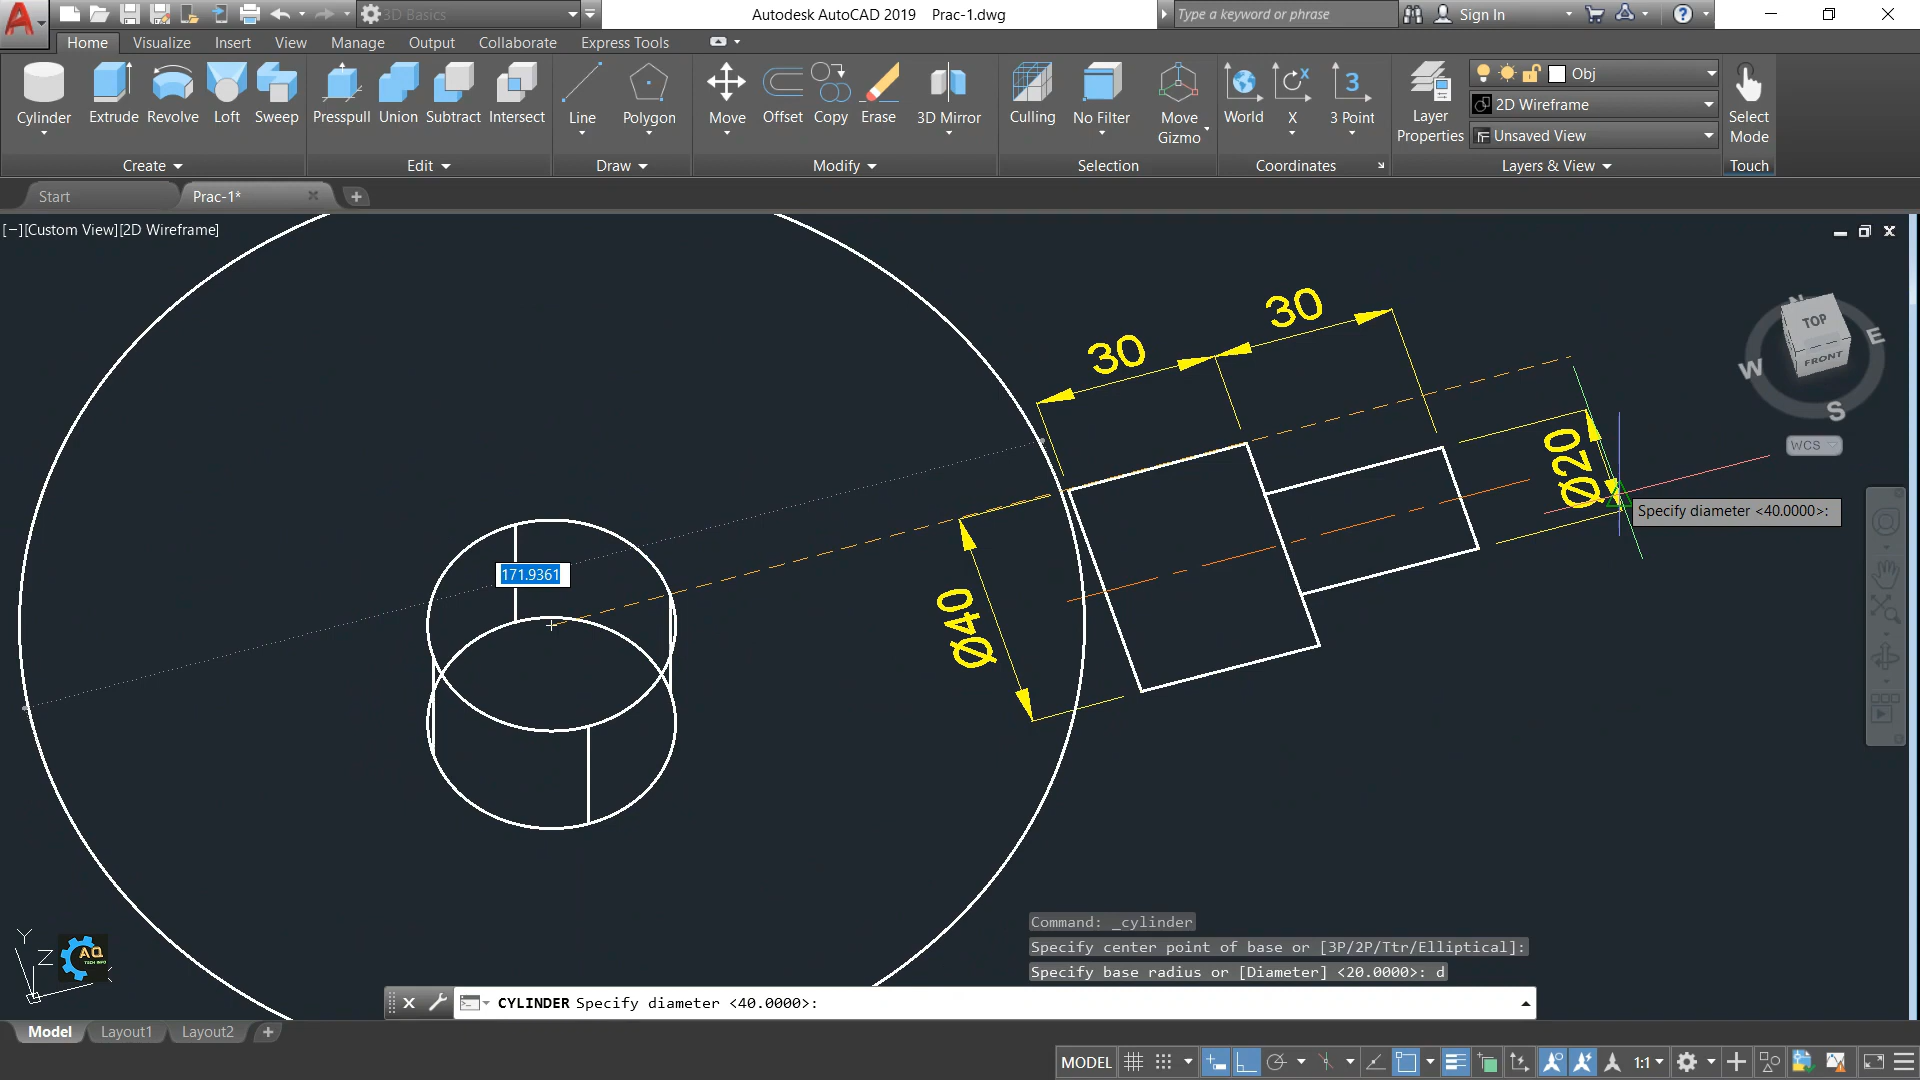 3D Basics
Autodesk AutoCAD 2019 Prac-1.dwg
Type a keyword or phrase
Sign In
Home Visualize Insert View Manage Output Collaborate Express Tools
Cylinder Extrude Revolve Loft Sweep Presspull Union Subtract Intersect Line Polygon Move Offset Copy Erase 3D Mirror Culling No Filter Move Gizmo World X 3 Point Layer Properties Obj Select Mode
2D Wireframe
Unsaved View
Create Edit Draw Modify Selection Coordinates Layers & View Touch
Start Prac-1*
[−][Custom View][2D Wireframe]
30
30
N
TOP
FRONT
W
E
S
WCS
Ø20
Specify diameter <40.0000>:
171.9361
Ø40
Command: _cylinder
Specify center point of base or [3P/2P/Ttr/Elliptical]:
Specify base radius or [Diameter] <20.0000>: d
Y
Z
AQ
TECH INFO
CYLINDER Specify diameter <40.0000>:
Model Layout1 Layout2
MODEL
1:1